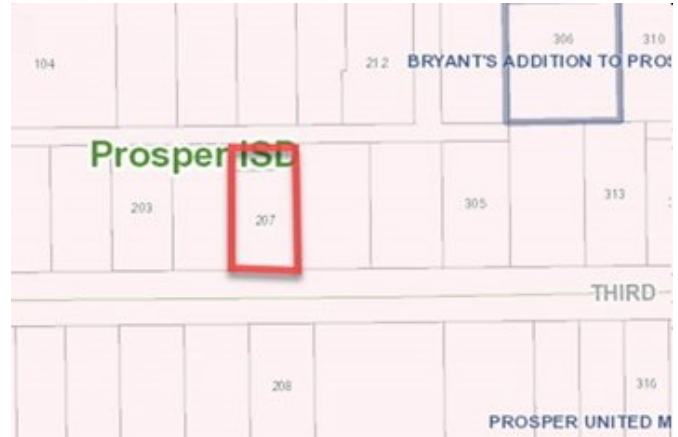 306
310
104
212
BRYANT'S ADDITION TO PROS
Prosper ISD
203
207
305
313
THIRD
208
316
PROSPER UNITED M